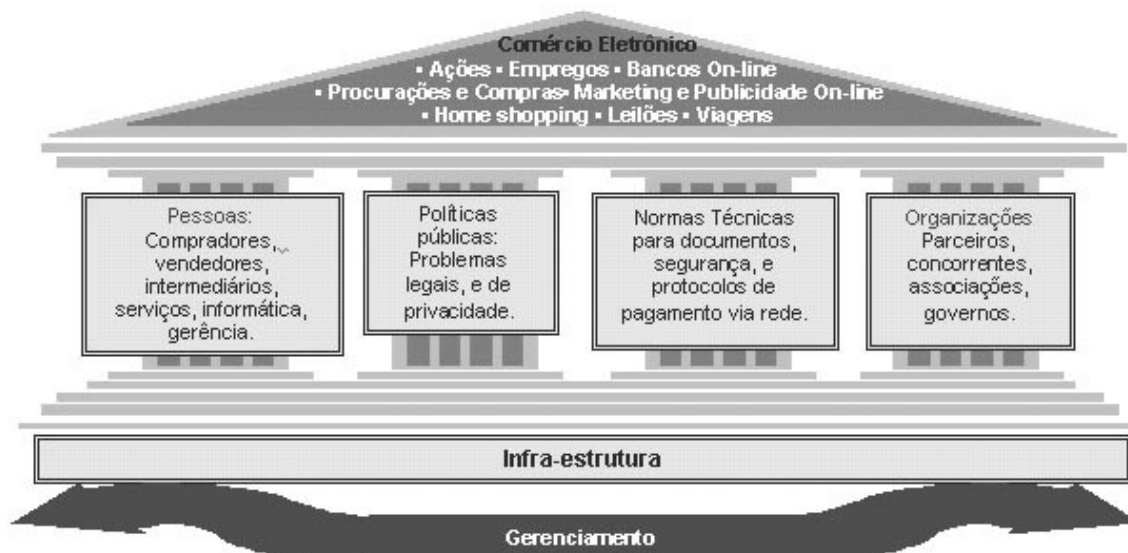 Comércio Eletrônico
▪ Ações ▪ Empregos ▪ Bancos On-line
▪ Procurações e Compras▪ Marketing e Publicidade On-line
▪ Home shopping ▪ Leilões ▪ Viagens
Pessoas:
Compradores,
vendedores,
intermediários,
serviços, informática,
gerência.
Políticas
públicas:
Problemas
legais, e de
privacidade.
Normas Técnicas
para documentos,
segurança, e
protocolos de
pagamento via rede.
Organizações
Parceiros,
concorrentes,
associações,
governos.
Infra-estrutura
Gerenciamento